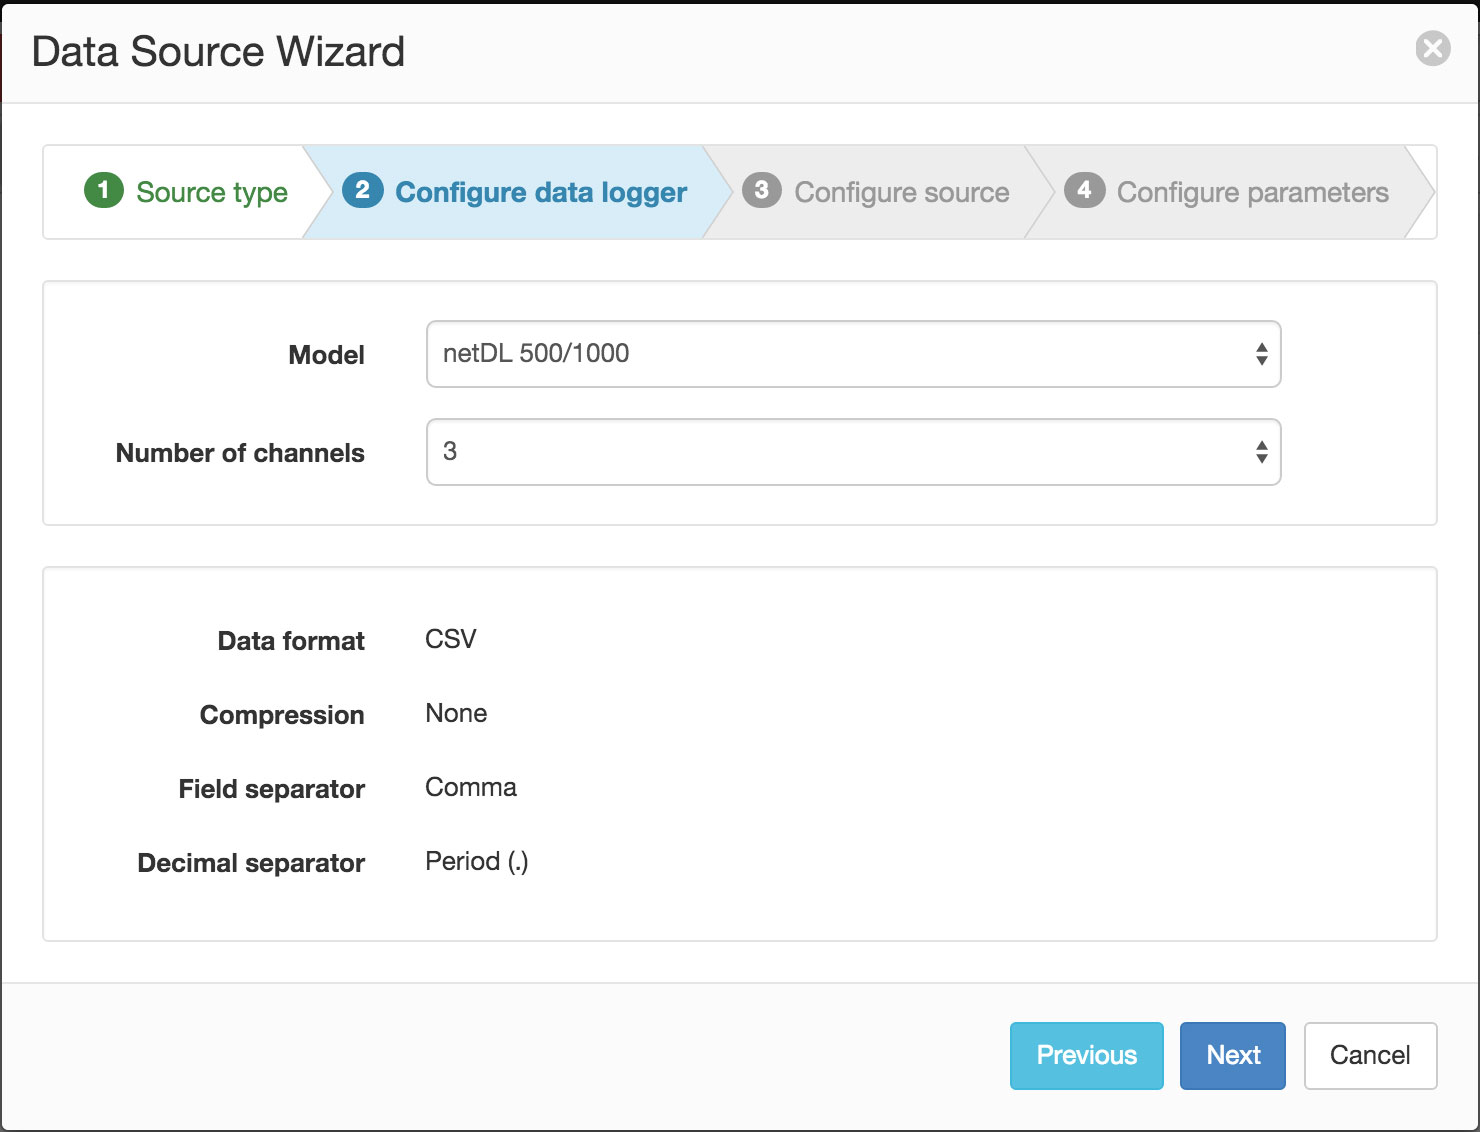 Data Source Wizard
1 Source type 2 Configure data logger 3 Configure source 4 Configure parameters
Model netDL 500/1000
Number of channels 3
Data format CSV
Compression None
Field separator Comma
Decimal separator Period (.)
Previous Next Cancel